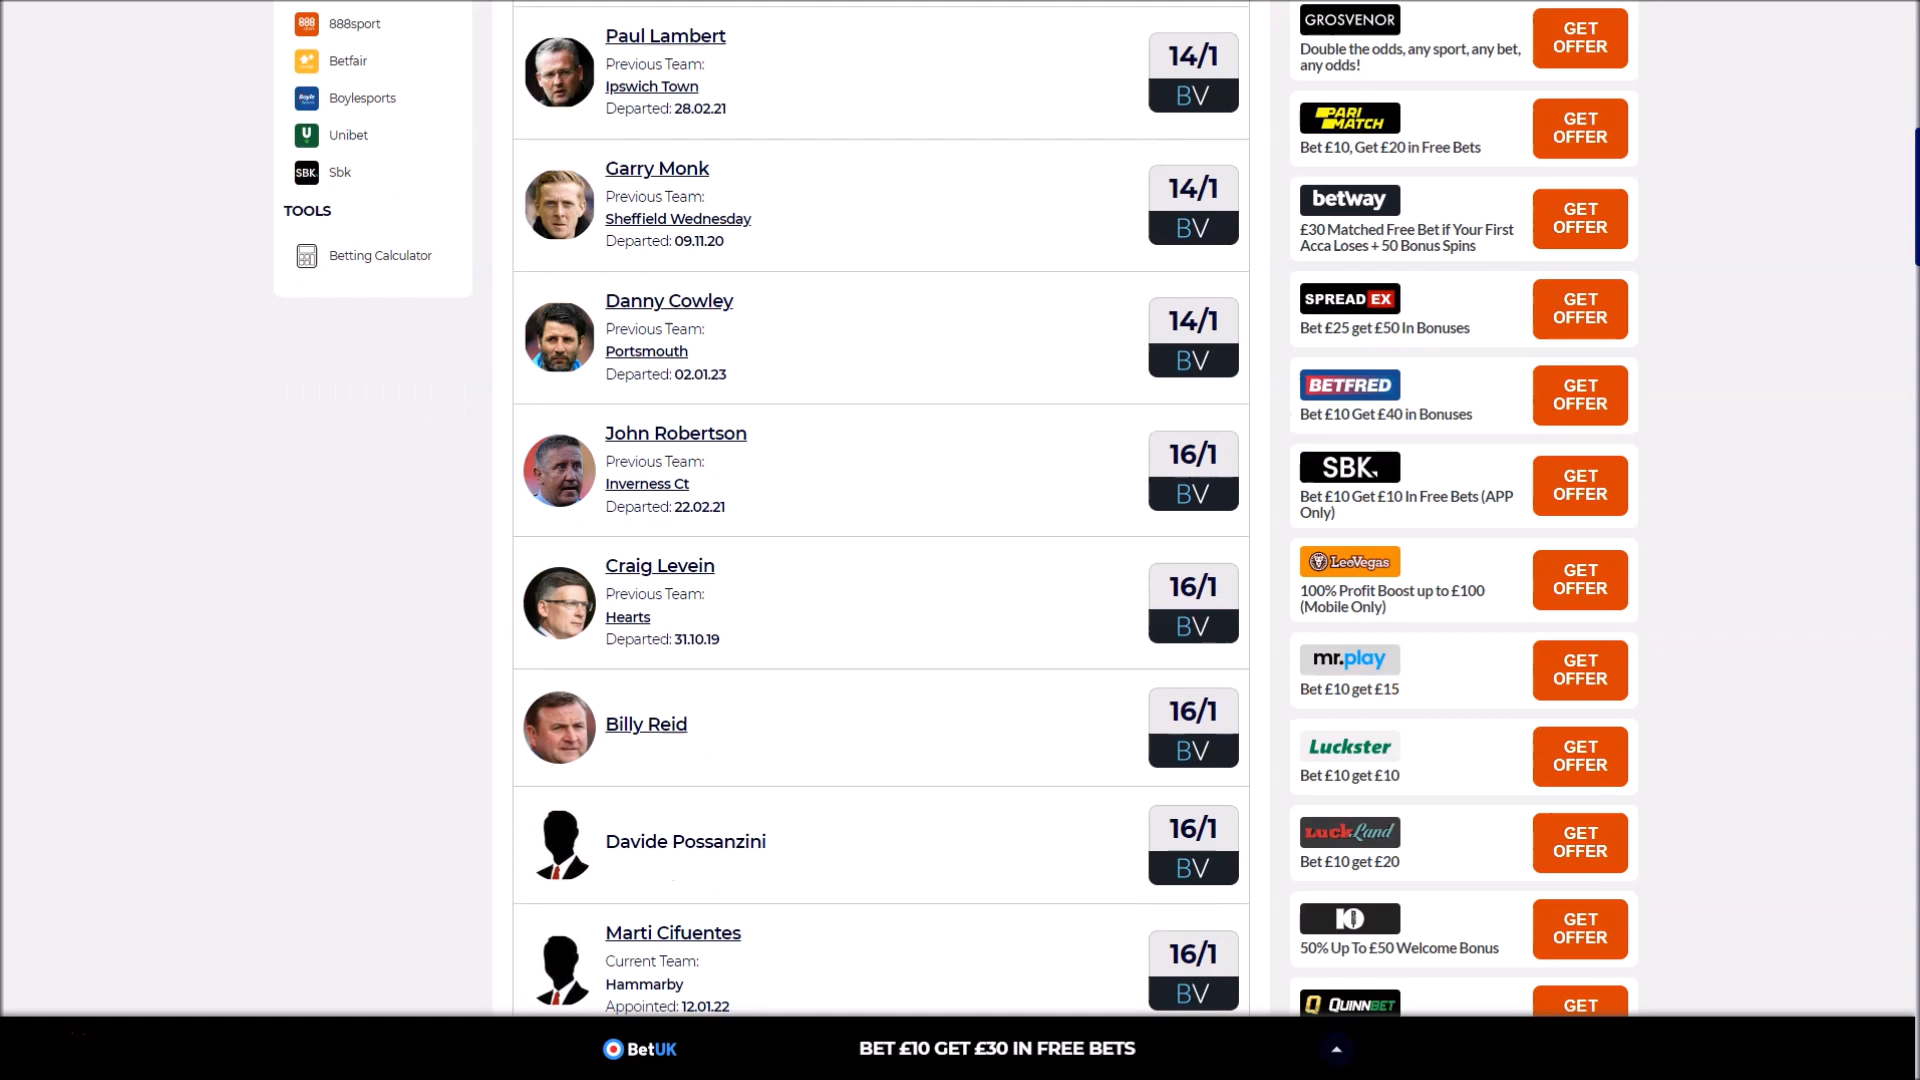 888
sport
888sport
Betfair
Boyle
Boylesports
U
Unibet
SBK
Sbk
TOOLS
Betting Calculator
Paul Lambert
Previous Team:
Ipswich Town
Departed: 28.02.21
14/1
BV
Garry Monk
Previous Team:
Sheffield Wednesday
Departed: 09.11.20
14/1
BV
Danny Cowley
Previous Team:
Portsmouth
Departed: 02.01.23
14/1
BV
John Robertson
Previous Team:
Inverness Ct
Departed: 22.02.21
16/1
BV
Craig Levein
Previous Team:
Hearts
Departed: 31.10.19
16/1
BV
Billy Reid
16/1
BV
Davide Possanzini
16/1
BV
Marti Cifuentes
Current Team:
Hammarby
Appointed: 12.01.22
16/1
BV
GROSVENOR
Double the odds, any sport, any bet,
any odds!
GET
OFFER
PARI
MATCH
Bet £10, Get £20 in Free Bets
GET
OFFER
betway
£30 Matched Free Bet if Your First
Acca Loses + 50 Bonus Spins
GET
OFFER
SPREADEX
Bet £25 get £50 In Bonuses
GET
OFFER
BETFRED
Bet £10 Get £40 in Bonuses
GET
OFFER
SBK
Bet £10 Get £10 In Free Bets (APP
Only)
GET
OFFER
LeoVegas
100% Profit Boost up to £100
(Mobile Only)
GET
OFFER
mr.play
Bet £10 get £15
GET
OFFER
Luckster
Bet £10 get £10
GET
OFFER
LuckLand
Bet £10 get £20
GET
OFFER
10
50% Up To £50 Welcome Bonus
GET
OFFER
QUINNBET
GET
BetUK
BET £10 GET £30 IN FREE BETS